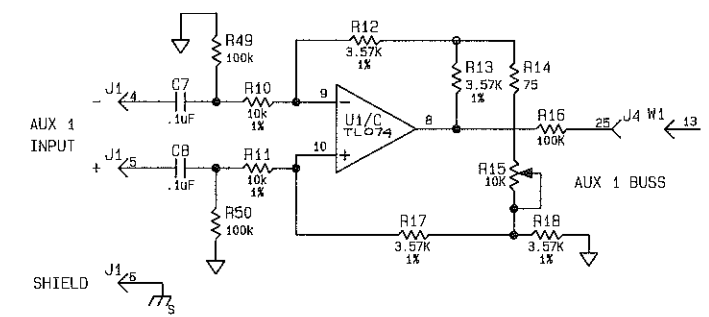 R49
100k
R12
3.57K
1%
R13
3.57K
1%
R14
75
AUX 1
INPUT
-
J1
4
C7
.1uF
R10
10k
1%
9
-
U1/C
TL074
8
R16
100K
25
J4
W1
13
+
J1
5
C8
.1uF
R11
10k
1%
10
+
R15
10K
AUX 1 BUSS
R50
100k
R17
3.57K
1%
R18
3.57K
1%
SHIELD
J1
6
S